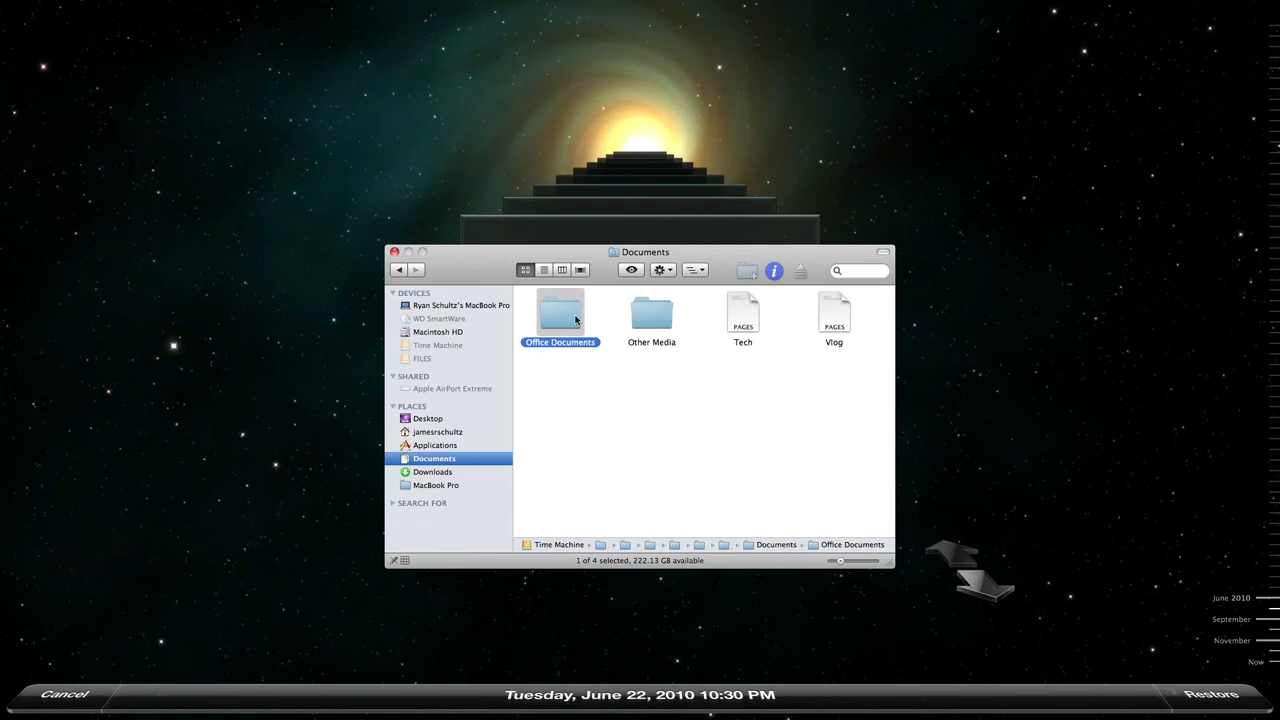 Documents
DEVICES
Ryan Schultz's MacBook Pro
WD SmartWare
Macintosh HD
Time Machine
FILES
SHARED
Apple AirPort Extreme
PLACES
Desktop
jamesrschultz
Applications
Documents
Downloads
MacBook Pro
SEARCH FOR
PAGES
PAGES
Office Documents
Other Media
Tech
Vlog
Time Machine
Documents
Office Documents
1 of 4 selected, 222.13 GB available
June 2010
September
November
Now
Cancel
Tuesday, June 22, 2010 10:30 PM
Restore